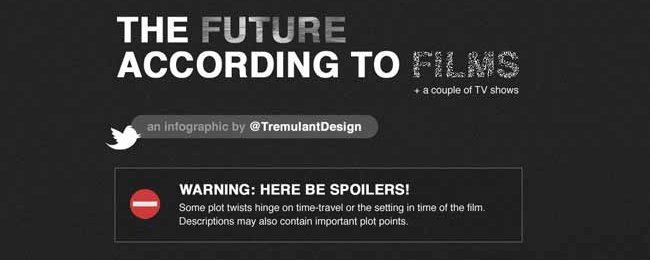 THE FUTURE
ACCORDING TO FILMS
+ a couple of TV shows
an infographic by @TremulantDesign
WARNING: HERE BE SPOILERS!
Some plot twists hinge on time-travel or the setting in time of the film.
Descriptions may also contain important plot points.